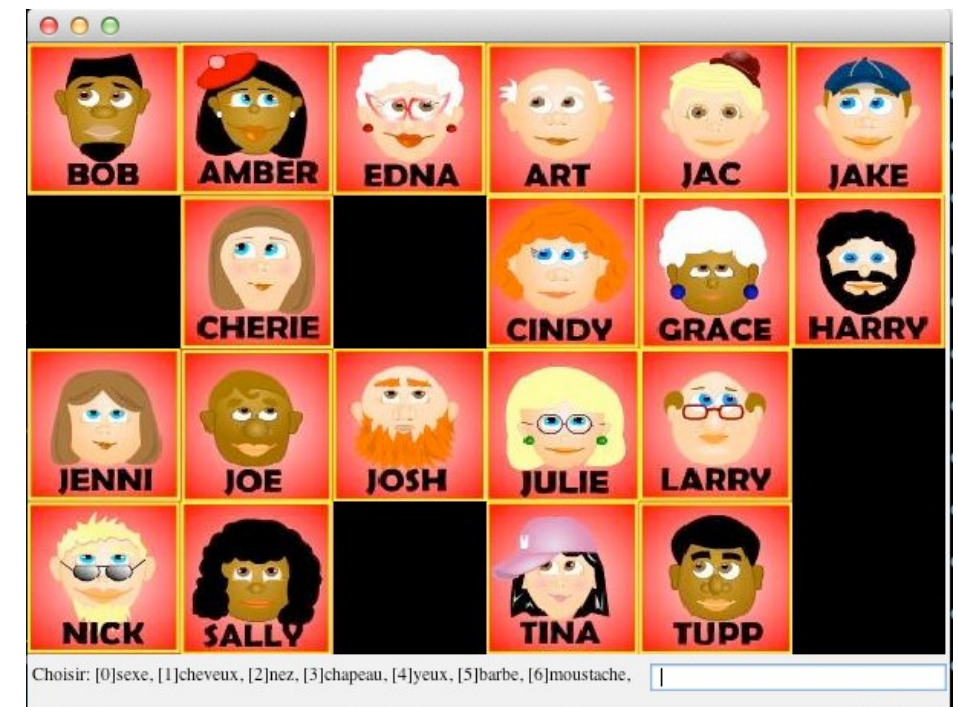 BOB AMBER EDNA ART JAC JAKE
CHERIE CINDY GRACE HARRY
JENNI JOE JOSH JULIE LARRY
NICK SALLY TINA TUPP
Choisir: [0]sexe, [1]cheveux, [2]nez, [3]chapeau, [4]yeux, [5]barbe, [6]moustache,